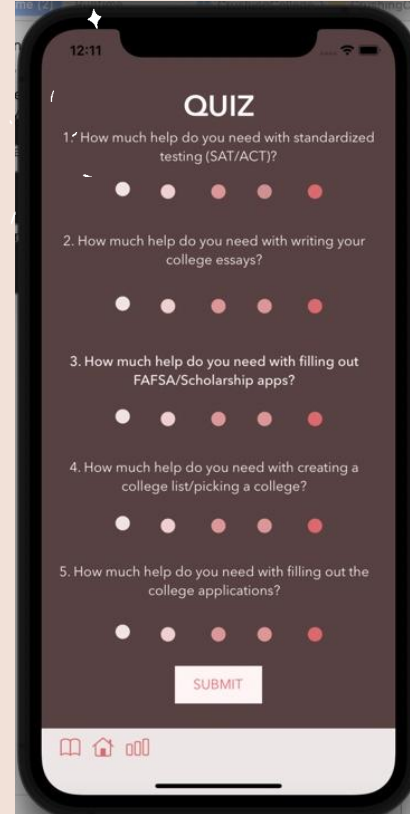 12:11
QUIZ
1. How much help do you need with standardized
testing (SAT/ACT)?
2. How much help do you need with writing your
college essays?
3. How much help do you need with filling out
FAFSA/Scholarship apps?
4. How much help do you need with creating a
college list/picking a college?
5. How much help do you need with filling out the
college applications?
SUBMIT